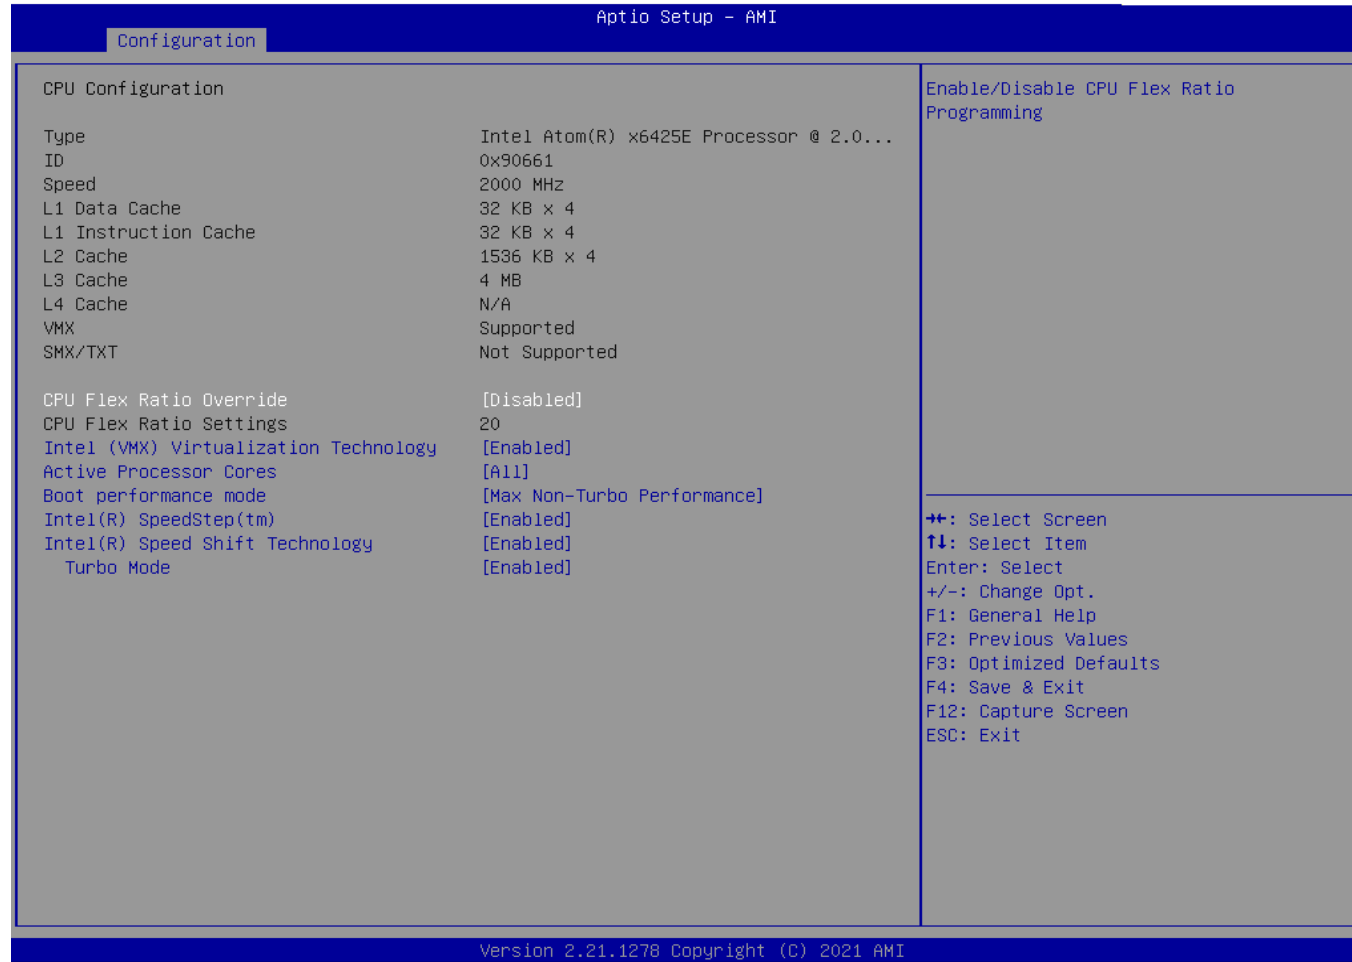 Aptio Setup – AMI
Configuration
CPU Configuration
Type Intel Atom(R) x6425E Processor @ 2.0...
ID 0x90661
Speed 2000 MHz
L1 Data Cache 32 KB x 4
L1 Instruction Cache 32 KB x 4
L2 Cache 1536 KB x 4
L3 Cache 4 MB
L4 Cache N/A
VMX Supported
SMX/TXT Not Supported
CPU Flex Ratio Override [Disabled]
CPU Flex Ratio Settings 20
Intel (VMX) Virtualization Technology [Enabled]
Active Processor Cores [All]
Boot performance mode [Max Non-Turbo Performance]
Intel(R) SpeedStep(tm) [Enabled]
Intel(R) Speed Shift Technology [Enabled]
Turbo Mode [Enabled]
Enable/Disable CPU Flex Ratio
Programming
→←: Select Screen
↑↓: Select Item
Enter: Select
+/-: Change Opt.
F1: General Help
F2: Previous Values
F3: Optimized Defaults
F4: Save & Exit
F12: Capture Screen
ESC: Exit
Version 2.21.1278 Copyright (C) 2021 AMI